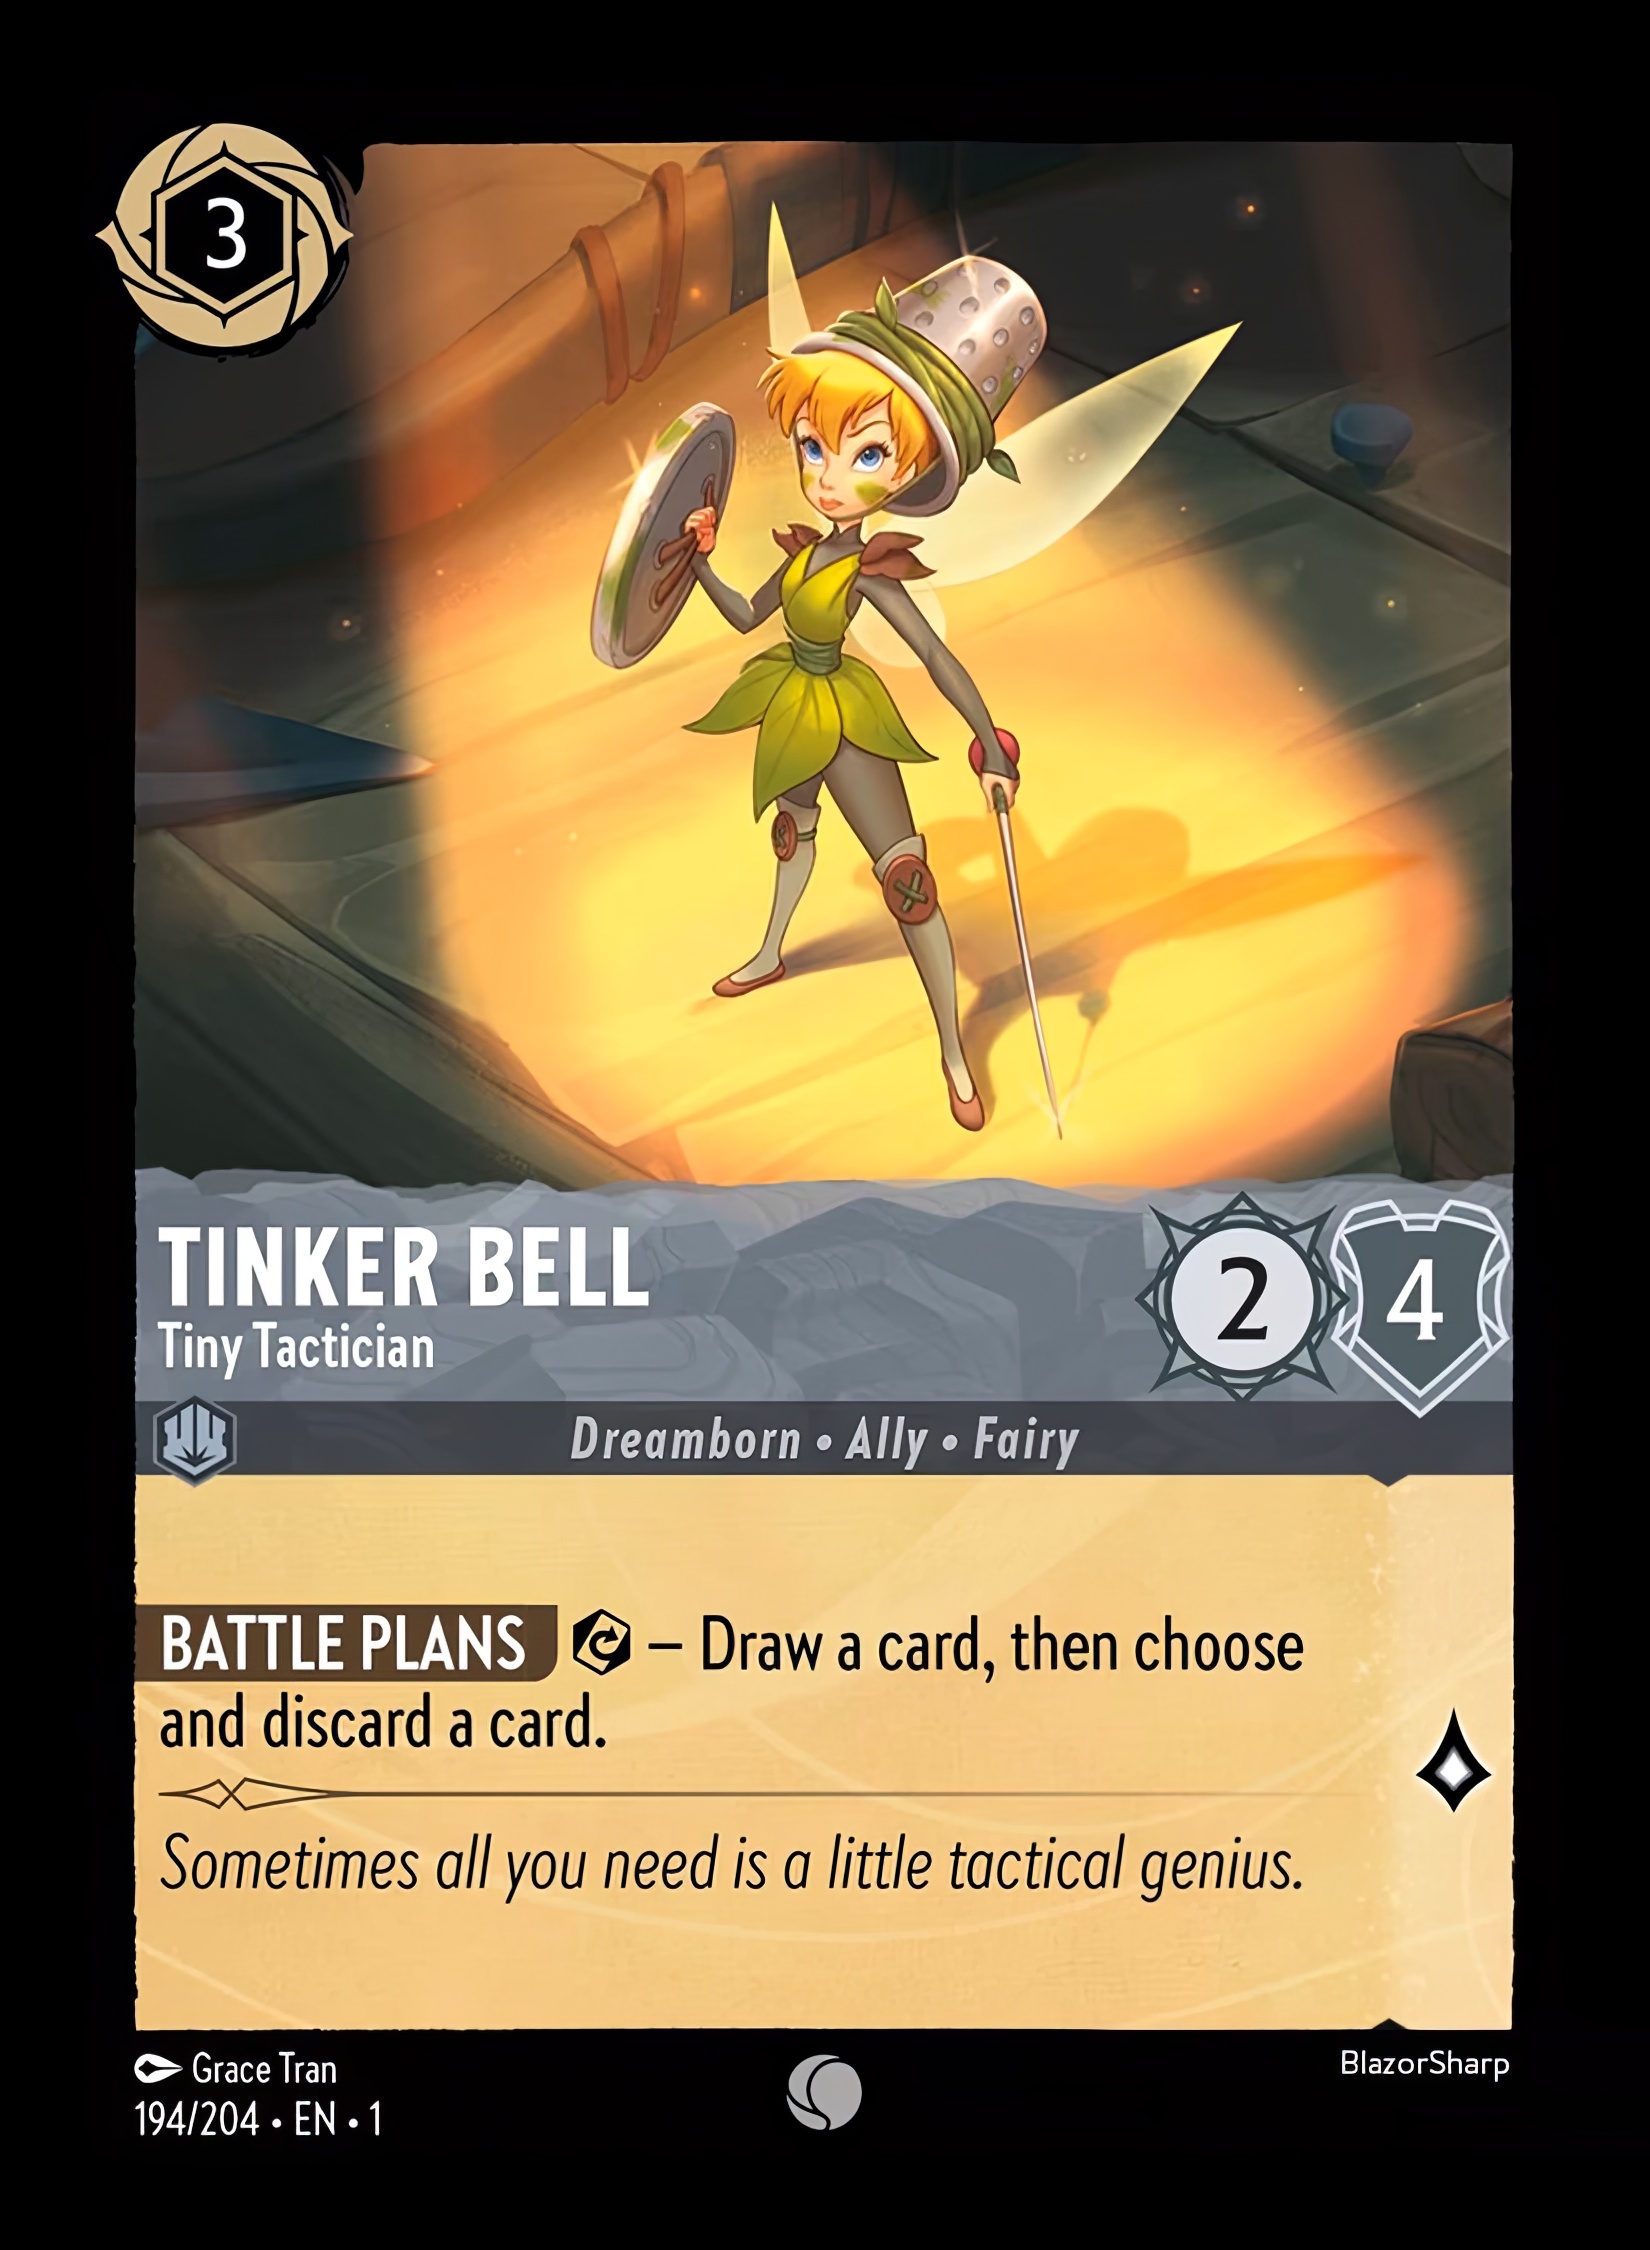 3
TINKER BELL
Tiny Tactician
2
4
Dreamborn • Ally • Fairy
BATTLE PLANS — Draw a card, then choose
and discard a card.
Sometimes all you need is a little tactical genius.
Grace Tran
BlazorSharp
194/204 • EN • 1